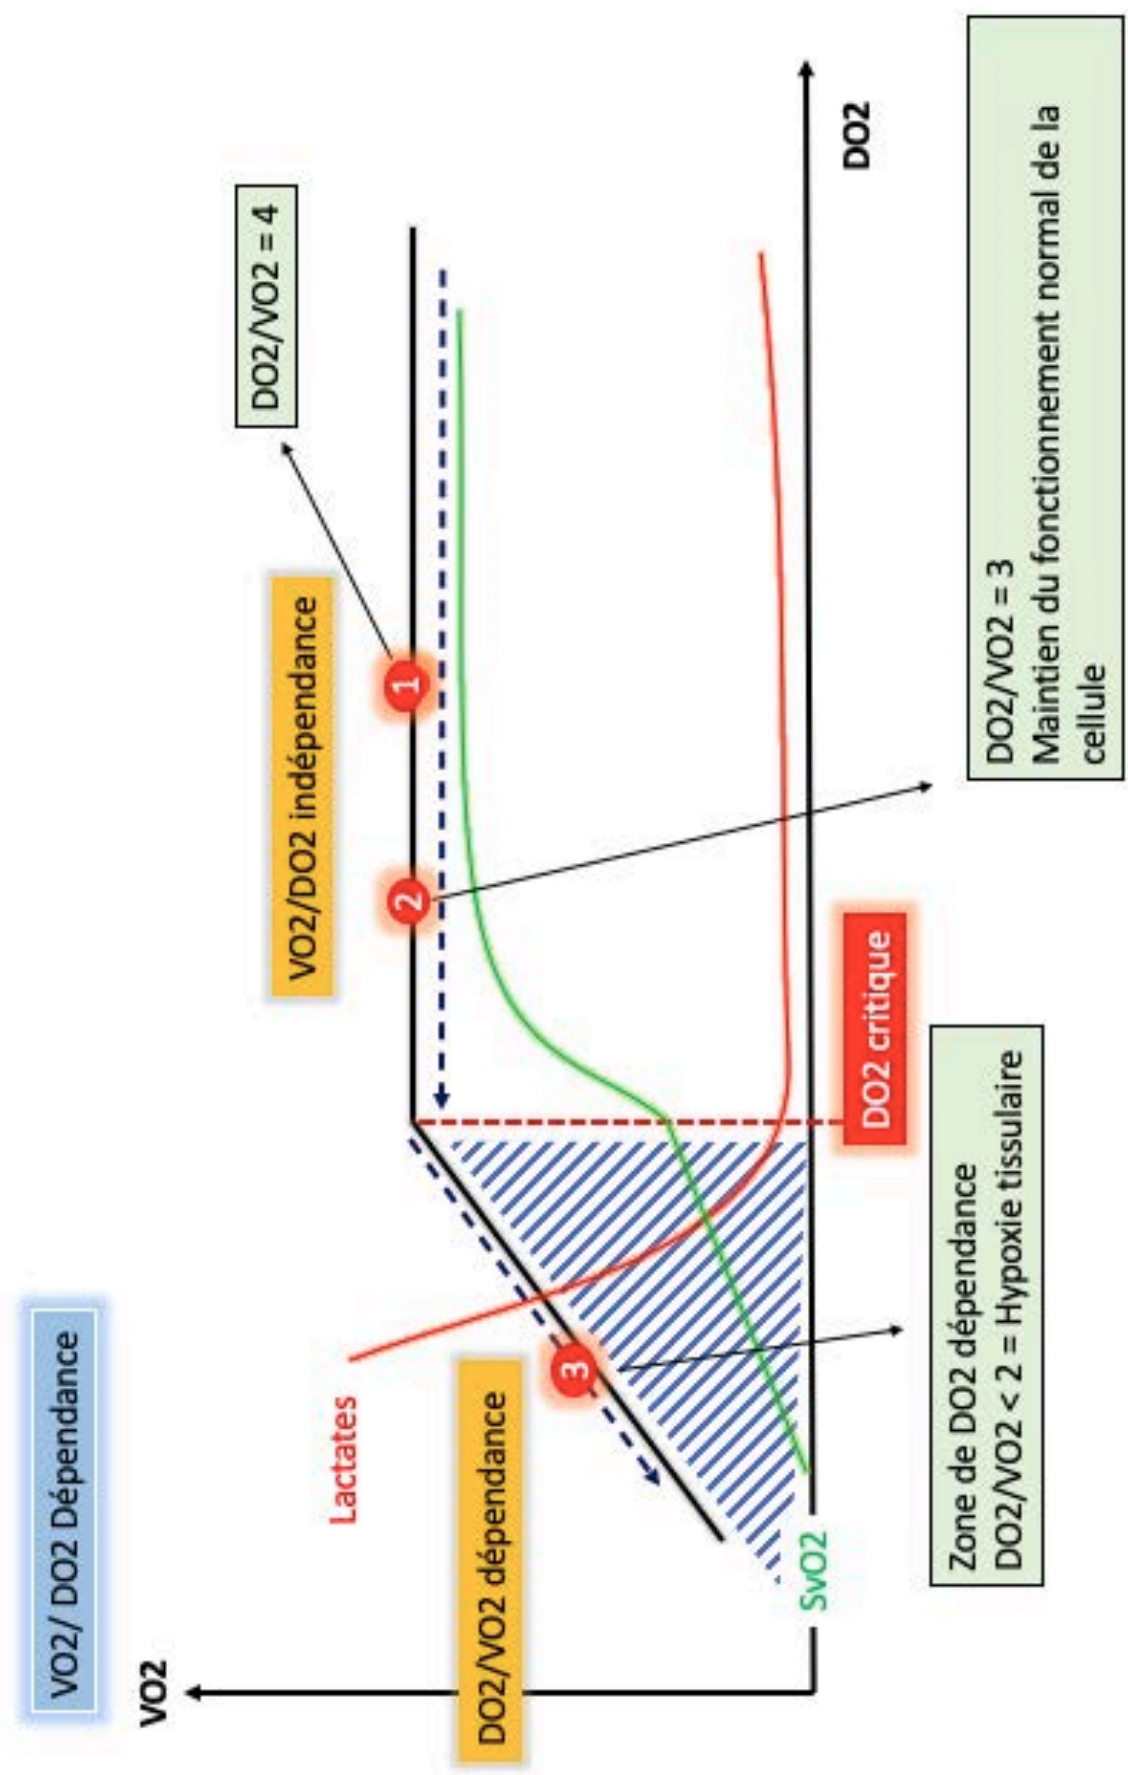 VO2/ DO2 Dépendance
VO2
DO2/VO2 = 4
VO2/DO2 indépendance
1
2
Lactates
3
DO2/VO2 dépendance
SvO2
DO2
DO2 critique
DO2/VO2 = 3
Maintien du fonctionnement normal de la
cellule
Zone de DO2 dépendance
DO2/VO2 < 2 = Hypoxie tissulaire